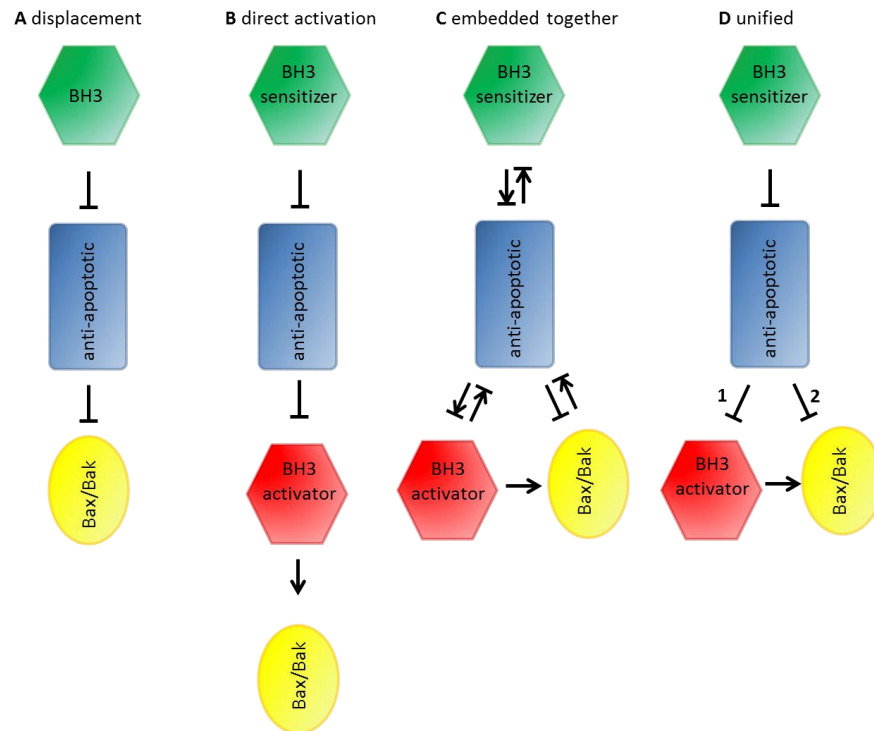 A displacement
BH3
anti-apoptotic
Bax/Bak
B direct activation
BH3
sensitizer
anti-apoptotic
BH3
activator
Bax/Bak
C embedded together
BH3
sensitizer
anti-apoptotic
BH3
activator
Bax/Bak
D unified
BH3
sensitizer
anti-apoptotic
1
2
BH3
activator
Bax/Bak